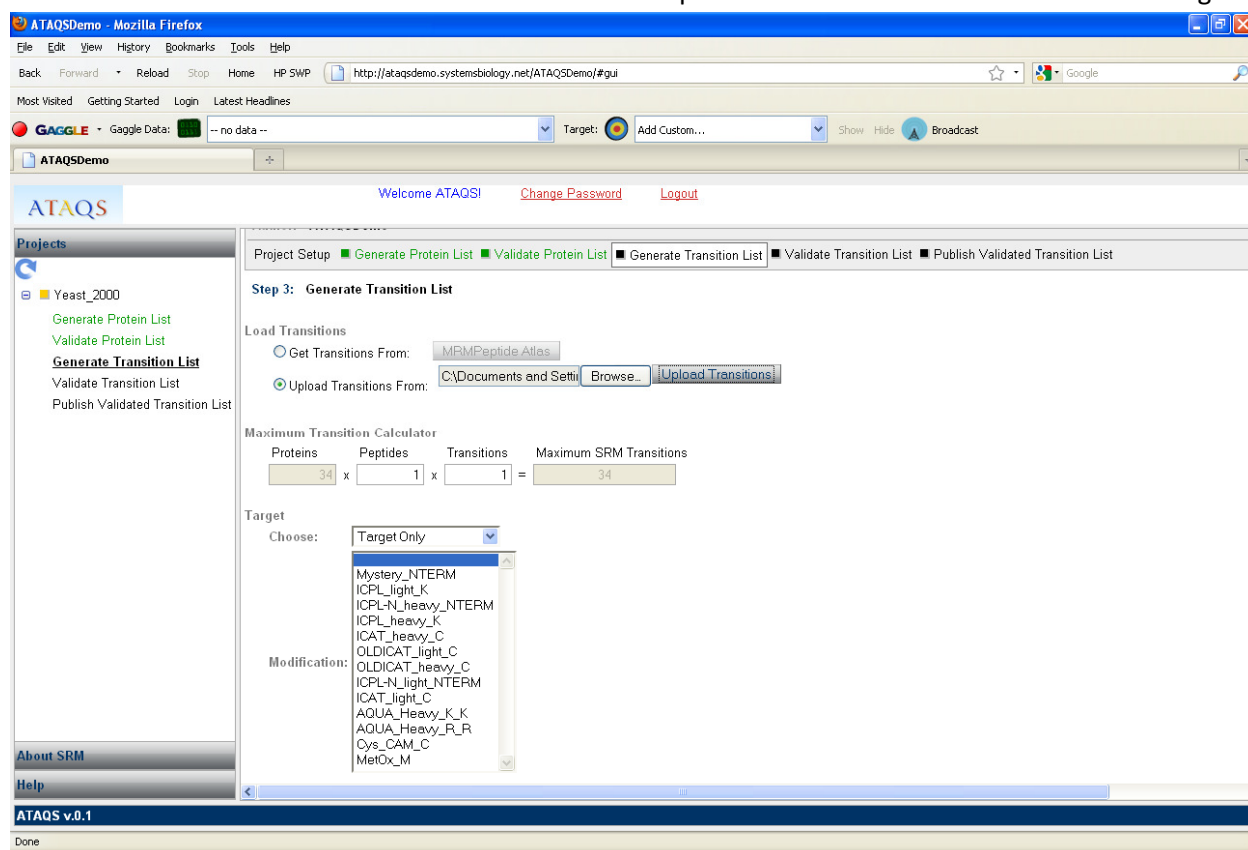 ATAQSDemo - Mozilla Firefox
File Edit View History Bookmarks Tools Help
Back Forward Reload Stop Home HP SWP http://ataqsdemo.systemsbiology.net/ATAQSDemo/#gui Google
Most Visited Getting Started Login Latest Headlines
GAGGLE Gaggle Data: -- no data -- Target: Add Custom... Show Hide Broadcast
ATAQSDemo
ATAQS Welcome ATAQS! Change Password Logout
Projects
Project Setup Generate Protein List Validate Protein List Generate Transition List Validate Transition List Publish Validated Transition List
Yeast_2000
Generate Protein List
Validate Protein List
Generate Transition List
Validate Transition List
Publish Validated Transition List
Step 3: Generate Transition List
Load Transitions
Get Transitions From: MRMPeptide Atlas
Upload Transitions From: C:\Documents and Settin Browse... Upload Transitions
Maximum Transition Calculator
Proteins Peptides Transitions Maximum SRM Transitions
34 x 1 x 1 = 34
Target
Choose: Target Only
Modification:
Mystery_NTERM
ICPL_light_K
ICPL-N_heavy_NTERM
ICPL_heavy_K
ICAT_heavy_C
OLDICAT_light_C
OLDICAT_heavy_C
ICPL-N_light_NTERM
ICAT_light_C
AQUA_Heavy_K_K
AQUA_Heavy_R_R
Cys_CAM_C
MetOx_M
About SRM
Help
ATAQS v.0.1
Done